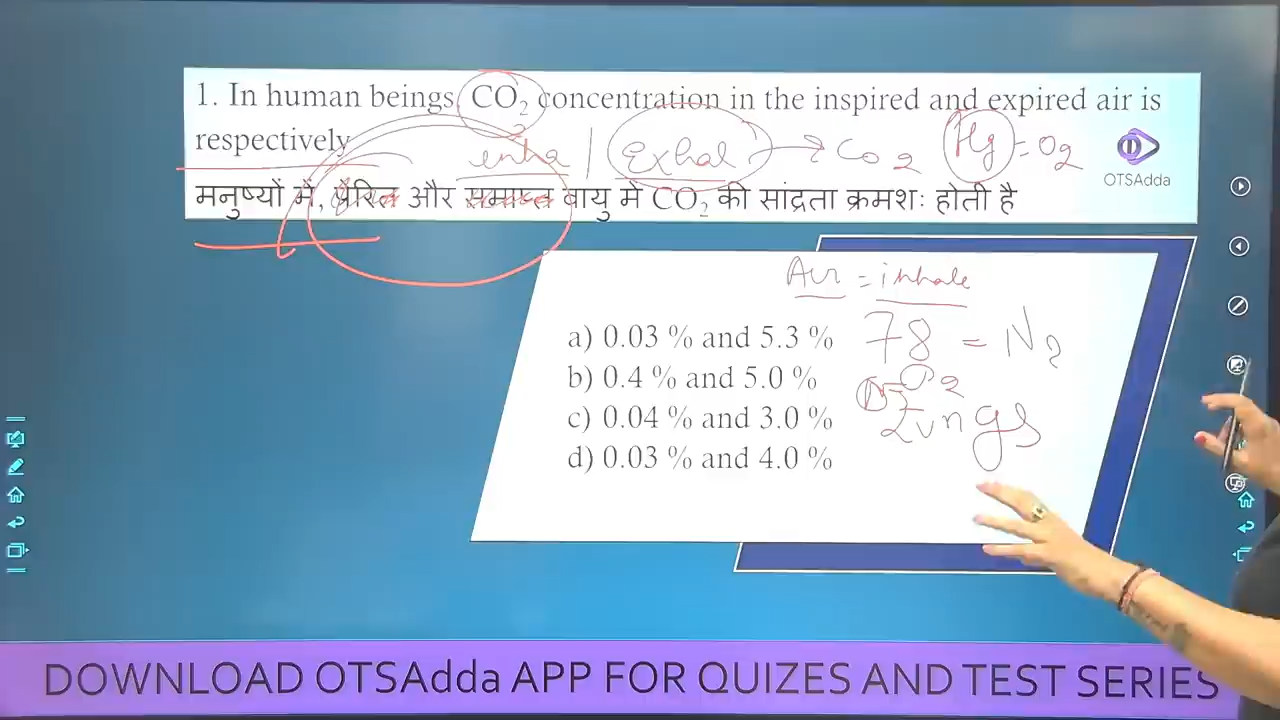 1. In human beings CO2 concentration in the inspired and expired air is
respectively
inha | Exhal → CO2 Hg = O2
OTSAdda
मनुष्यों में, प्रेरित और समाप्त वायु में CO2 की सांद्रता क्रमशः होती है
Air = inhale
a) 0.03 % and 5.3 % 78 = N2
b) 0.4 % and 5.0 % O2
c) 0.04 % and 3.0 % Lungs
d) 0.03 % and 4.0 %
DOWNLOAD OTSAdda APP FOR QUIZES AND TEST SERIES